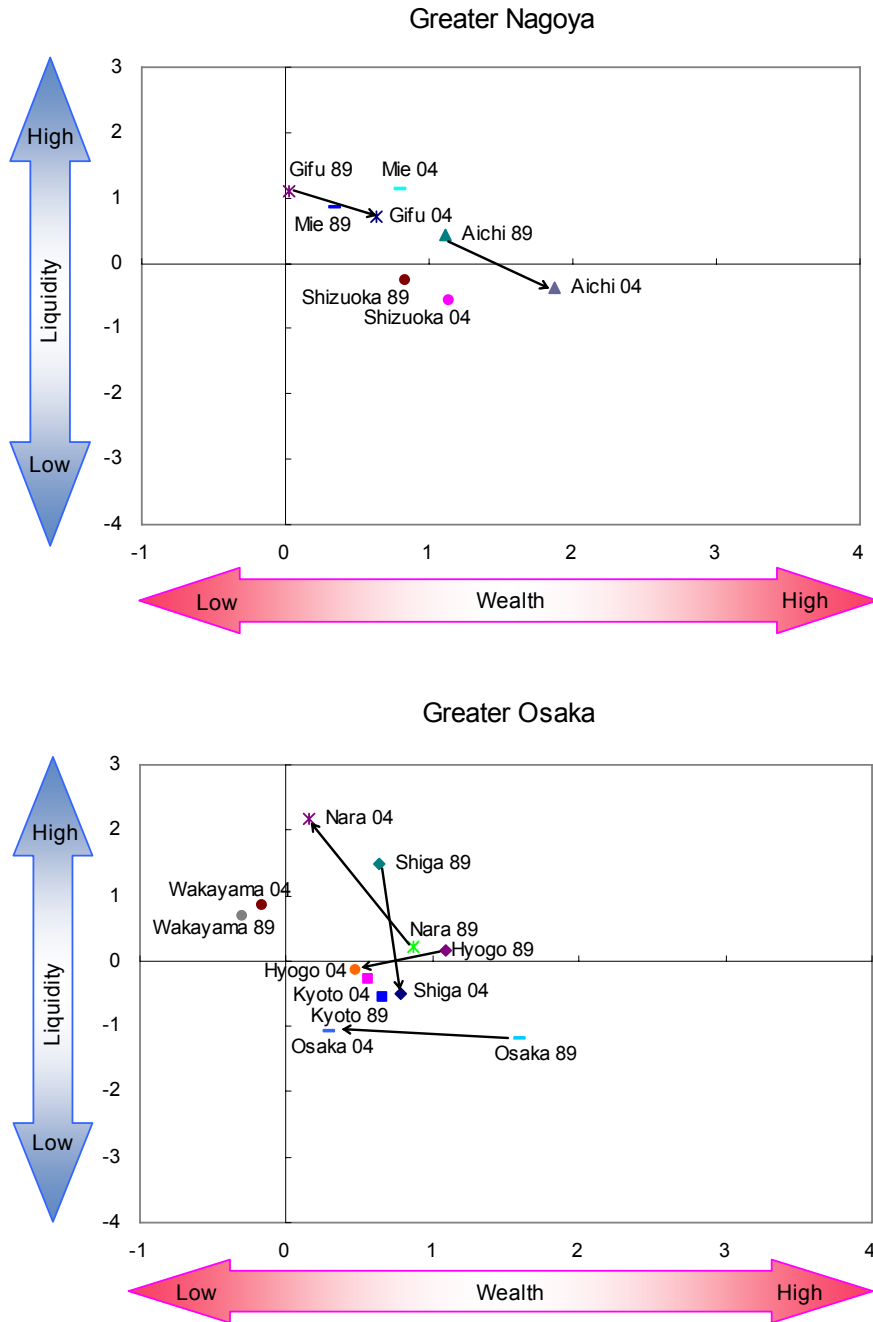 Greater Nagoya
3
2
1
0
-1
-2
-3
-4
High
Liquidity
Low
Gifu 89
Mie 04
Mie 89
Gifu 04
Aichi 89
Shizuoka 89
Aichi 04
Shizuoka 04
-1 0 1 2 3 4
Low Wealth High
Greater Osaka
3
2
1
0
-1
-2
-3
-4
High
Liquidity
Low
Nara 04
Shiga 89
Wakayama 04
Wakayama 89
Nara 89
Hyogo 89
Hyogo 04
Kyoto 04
Shiga 04
Kyoto 89
Osaka 04
Osaka 89
-1 0 1 2 3 4
Low Wealth High